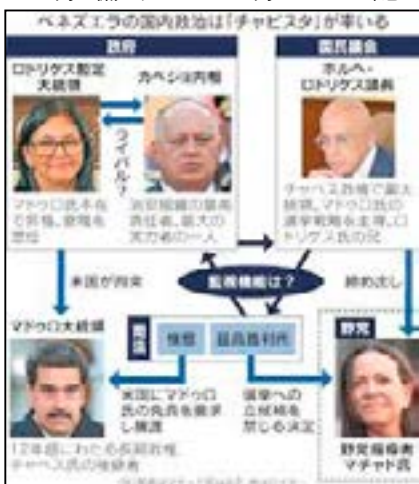 ベネズエラの国内政治は「チャビスタ」が率いる
政府
ロドリゲス暫定
大統領
カベジョ内相
ライバル?
マドゥロ氏不在
で昇格、
治安組織の最高
責任者、最大の
実力者の一人
国民議会
ホルヘ・
ロドリゲス議長
チャベス政権で副大
統領。マドゥロ氏の
選挙戦略を主導。ロ
ドリゲス氏の兄
米国が拘束
監視機能は?
締め出し
マドゥロ大統領
12年超にわたる長期政権。
チャベス氏の後継者
司法
検察
最高裁判所
米国にマドゥロ
氏の免責を要求
し擁護
選挙への
立候補を
禁じる決定
野党
野党指導者
マチャド氏